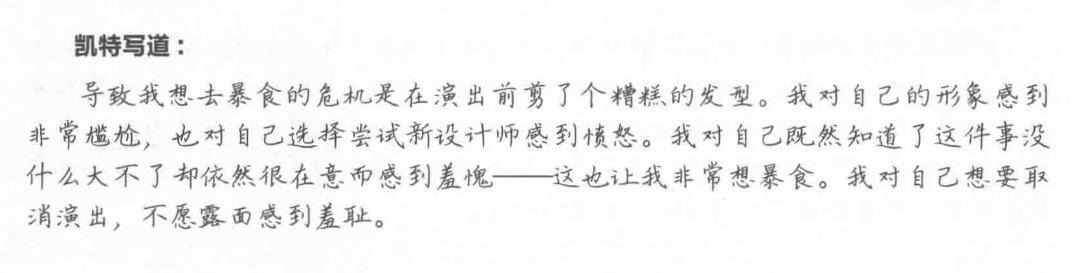 凯特写道：
导致我想去暴食的危机是在演出前剪了个糟糕的发型。我对自己的形象感到
非常尴尬，也对自己选择尝试新设计师感到愤怒。我对自己既然知道了这件事没
什么大不了却依然很在意而感到羞愧——这也让我非常想暴食。我对自己想要取
消演出，不愿露面感到羞耻。